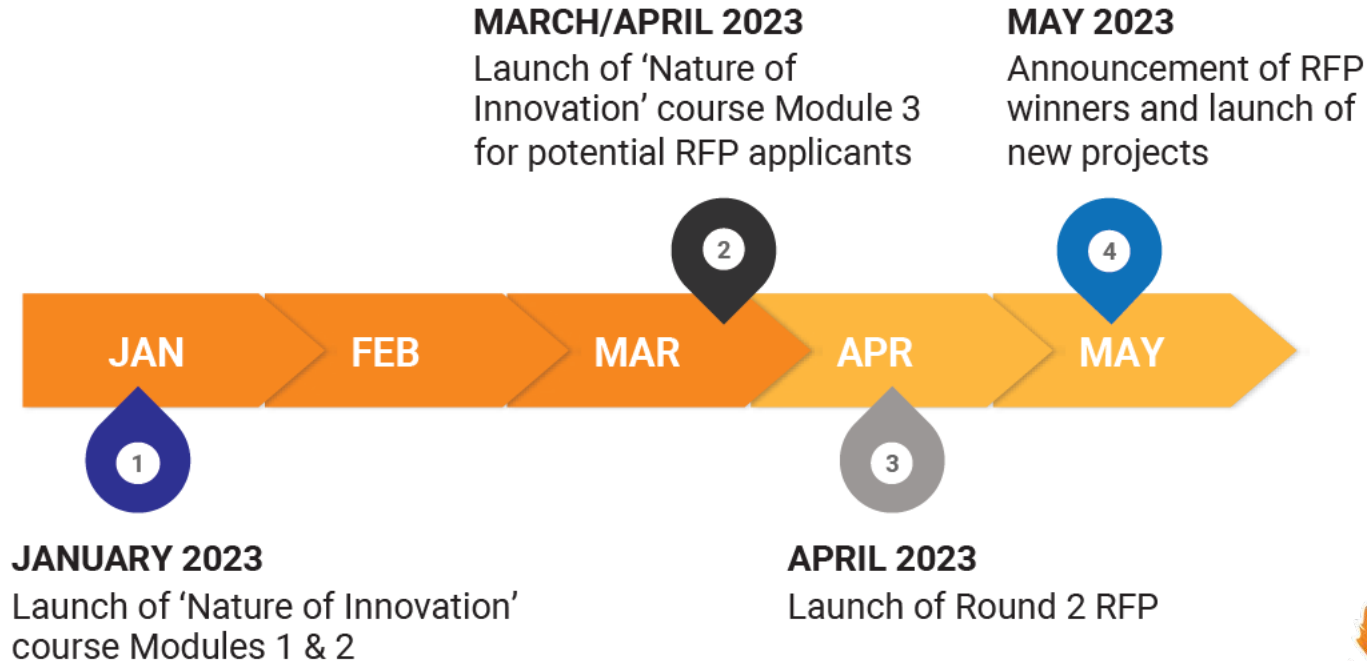 MARCH/APRIL 2023
Launch of ‘Nature of
Innovation’ course Module 3
for potential RFP applicants
MAY 2023
Announcement of RFP
winners and launch of
new projects
2
4
JAN
FEB
MAR
APR
MAY
1
3
JANUARY 2023
Launch of ‘Nature of Innovation’
course Modules 1 & 2
APRIL 2023
Launch of Round 2 RFP